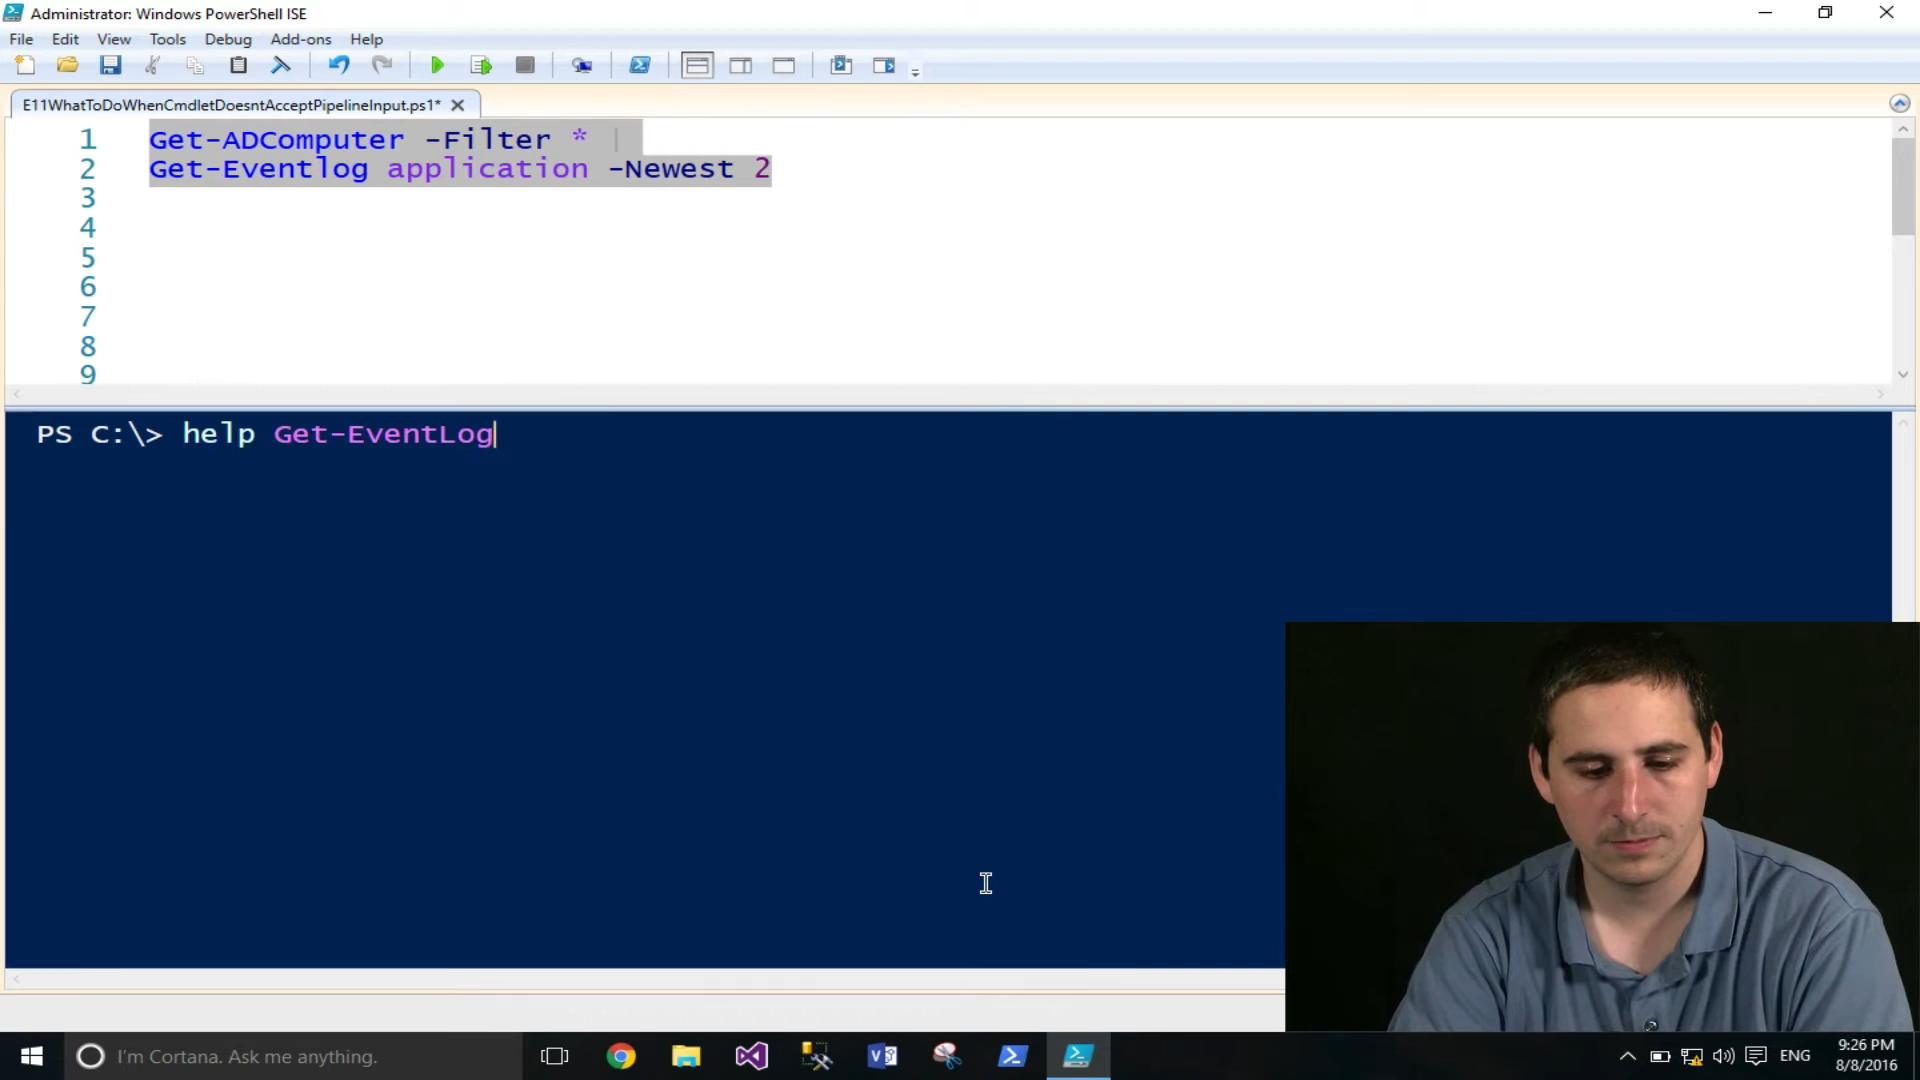 Administrator: Windows PowerShell ISE
File Edit View Tools Debug Add-ons Help
E11WhatToDoWhenCmdletDoesntAcceptPipelineInput.ps1*
1 Get-ADComputer -Filter * |
2 Get-Eventlog application -Newest 2
3
4
5
6
7
8
9
PS C:\> help Get-EventLog
I'm Cortana. Ask me anything.
ENG
9:26 PM
8/8/2016